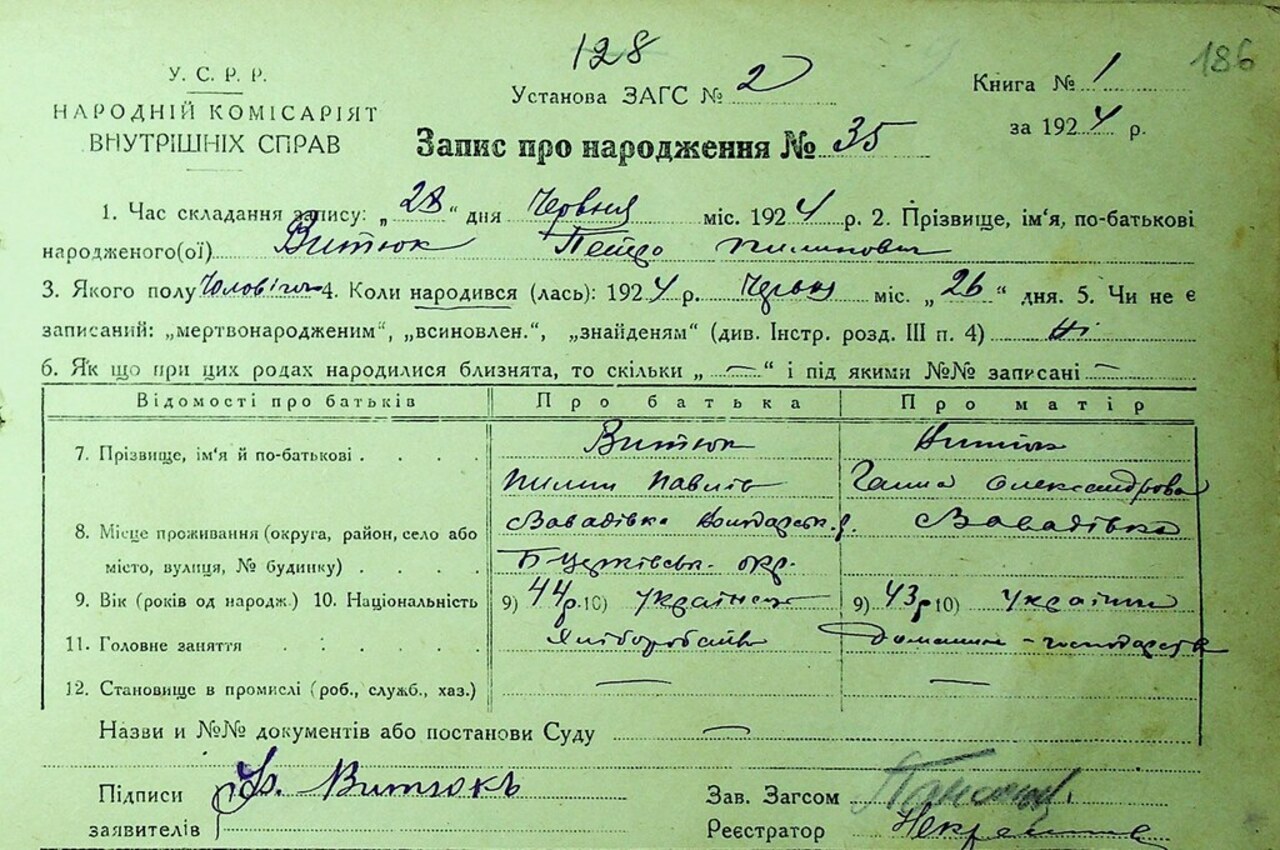 128
186
У. С. Р. Р.
НАРОДНІЙ КОМІСАРІЯТ
ВНУТРІШНІХ СПРАВ
Установа ЗАГС № 2
Книга № 1
за 1924 р.
Запис про народження № 35
1. Час складання запису: „28“ дня Червня міс. 1924 р. 2. Прізвище, ім‘я, по-батькові
народженого(ої) Витюк Петро Пилипович
3. Якого полу 4. Коли народився (лась): 1924 р. Червня міс. „26“ дня. 5. Чи не є
записаний: „мертвонародженим“, „всиновлен.“, „знайденям“ (див. Інстр. розд. III п. 4) Ні
6. Як що при цих родах народилися близнята, то скільки „—“ і під якими №№ записані —
Відомості про батьків Про батька Про матір
7. Прізвище, ім‘я й по-батькові . . . . Витюк Витюк
Пилип Павлів Ганна Олександрова
8. Місце проживання (округа, район, село або Завадівка р. Завадівка
місто, вулиця, № будинку) . . . . Б Церківськ. окр.
9. Вік (років од народж.) 10. Національність 9) 44 р. 10) 9) 43 р 10) Українка
11. Головне заняття . . . . . . Хліборобств Домашнє - господарств
12. Становище в промислі (роб., служб., хаз.) — —
Назви и №№ документів або постанови Суду —
Підписи Витюкъ
заявителів
Зав. Загсом
Реєстратор